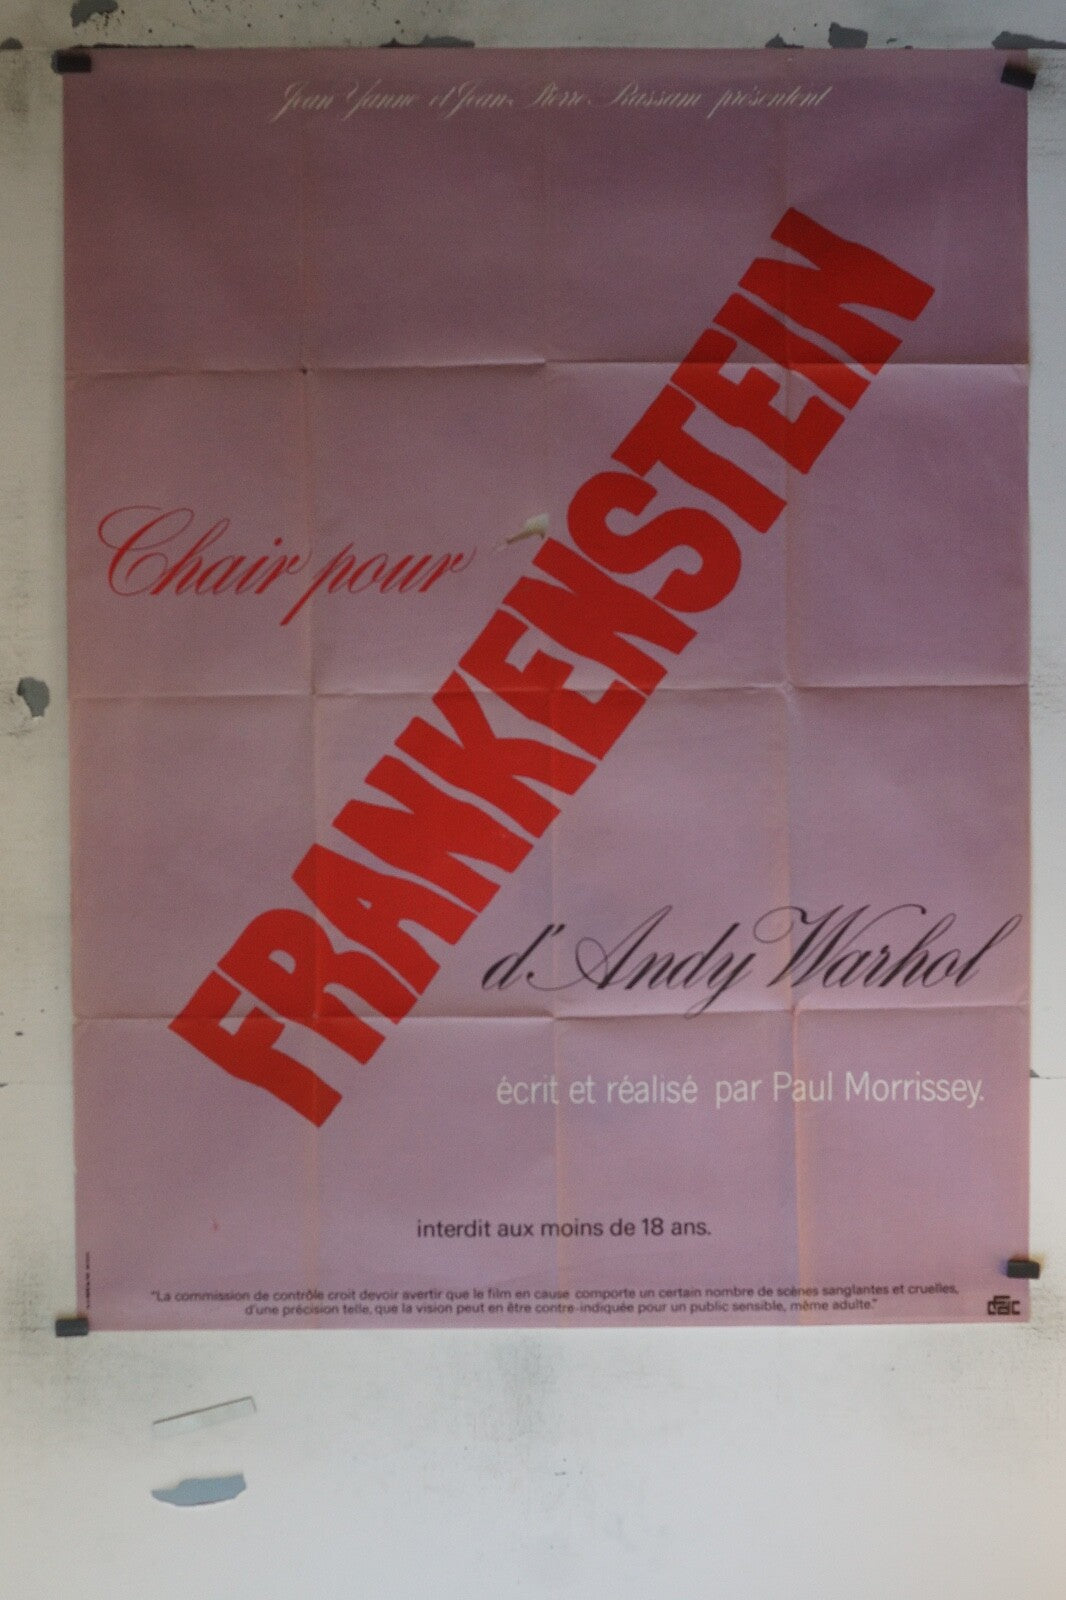 Jean Yanne et Jean-Pierre Rassam présentent
Chair pour
FRANKENSTEIN
d'Andy Warhol
écrit et réalisé par Paul Morrissey.
interdit aux moins de 18 ans.
"La commission de contrôle croit devoir avertir que le film en cause comporte un certain nombre de scènes sanglantes et cruelles,
d'une précision telle, que la vision peut en être contre-indiquée pour un public sensible, même adulte."